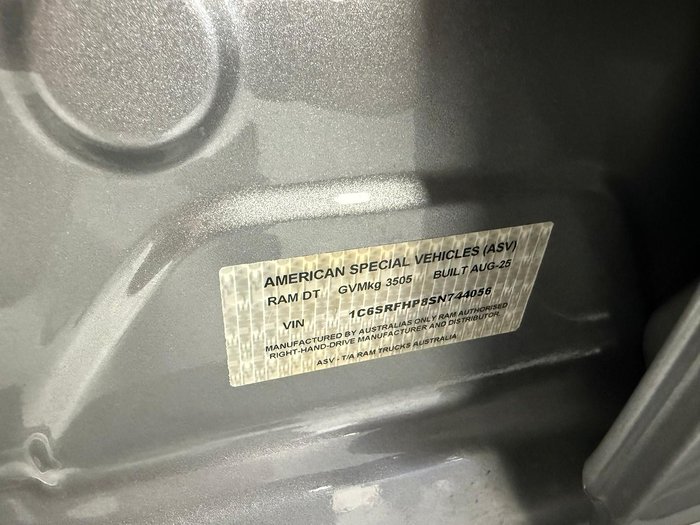 AMERICAN SPECIAL VEHICLES (ASV)
RAM DT GVMkg 3505 BUILT AUG-25
VIN 1C6SRFHP8SN744056
MANUFACTURED BY AUSTRALIAS ONLY RAM AUTHORISED
RIGHT-HAND-DRIVE MANUFACTURER AND DISTRIBUTOR.
ASV - T/A RAM TRUCKS AUSTRALIA